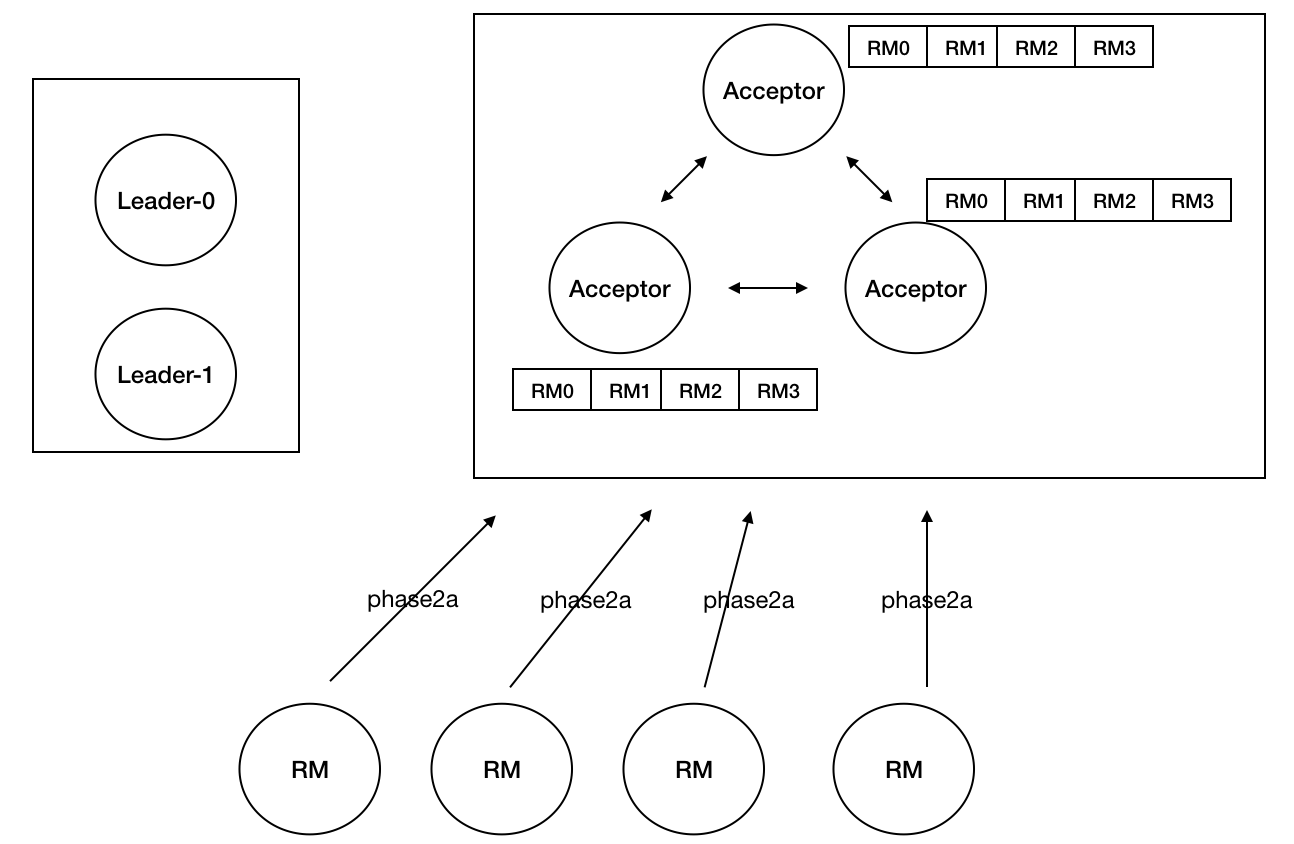 RM0 RM1 RM2 RM3
Acceptor
Leader-0
RM0 RM1 RM2 RM3
Acceptor
Acceptor
Leader-1
RM0 RM1 RM2 RM3
phase2a phase2a phase2a phase2a
RM RM RM RM